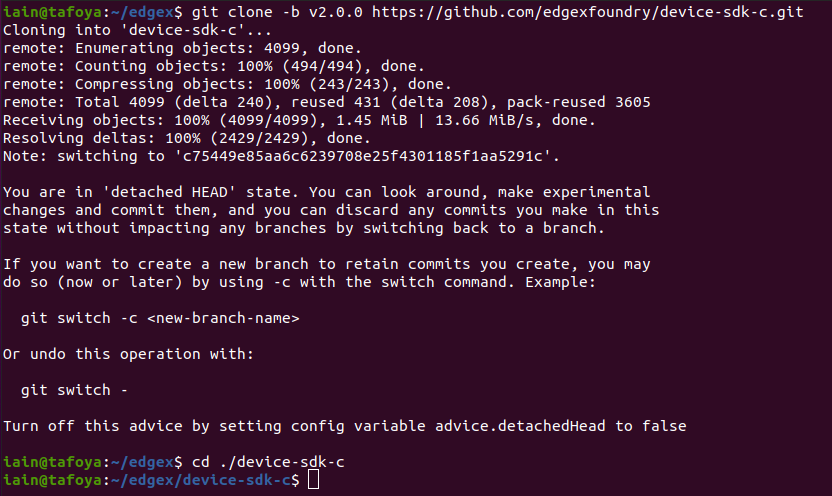 iain@tafoya:~/edgex$ git clone -b v2.0.0 https://github.com/edgexfoundry/device-sdk-c.git
Cloning into 'device-sdk-c'...
remote: Enumerating objects: 4099, done.
remote: Counting objects: 100% (494/494), done.
remote: Compressing objects: 100% (243/243), done.
remote: Total 4099 (delta 240), reused 431 (delta 208), pack-reused 3605
Receiving objects: 100% (4099/4099), 1.45 MiB | 13.66 MiB/s, done.
Resolving deltas: 100% (2429/2429), done.
Note: switching to 'c75449e85aa6c6239708e25f4301185f1aa5291c'.

You are in 'detached HEAD' state. You can look around, make experimental
changes and commit them, and you can discard any commits you make in this
state without impacting any branches by switching back to a branch.

If you want to create a new branch to retain commits you create, you may
do so (now or later) by using -c with the switch command. Example:

  git switch -c <new-branch-name>

Or undo this operation with:

  git switch -

Turn off this advice by setting config variable advice.detachedHead to false

iain@tafoya:~/edgex$ cd ./device-sdk-c
iain@tafoya:~/edgex/device-sdk-c$